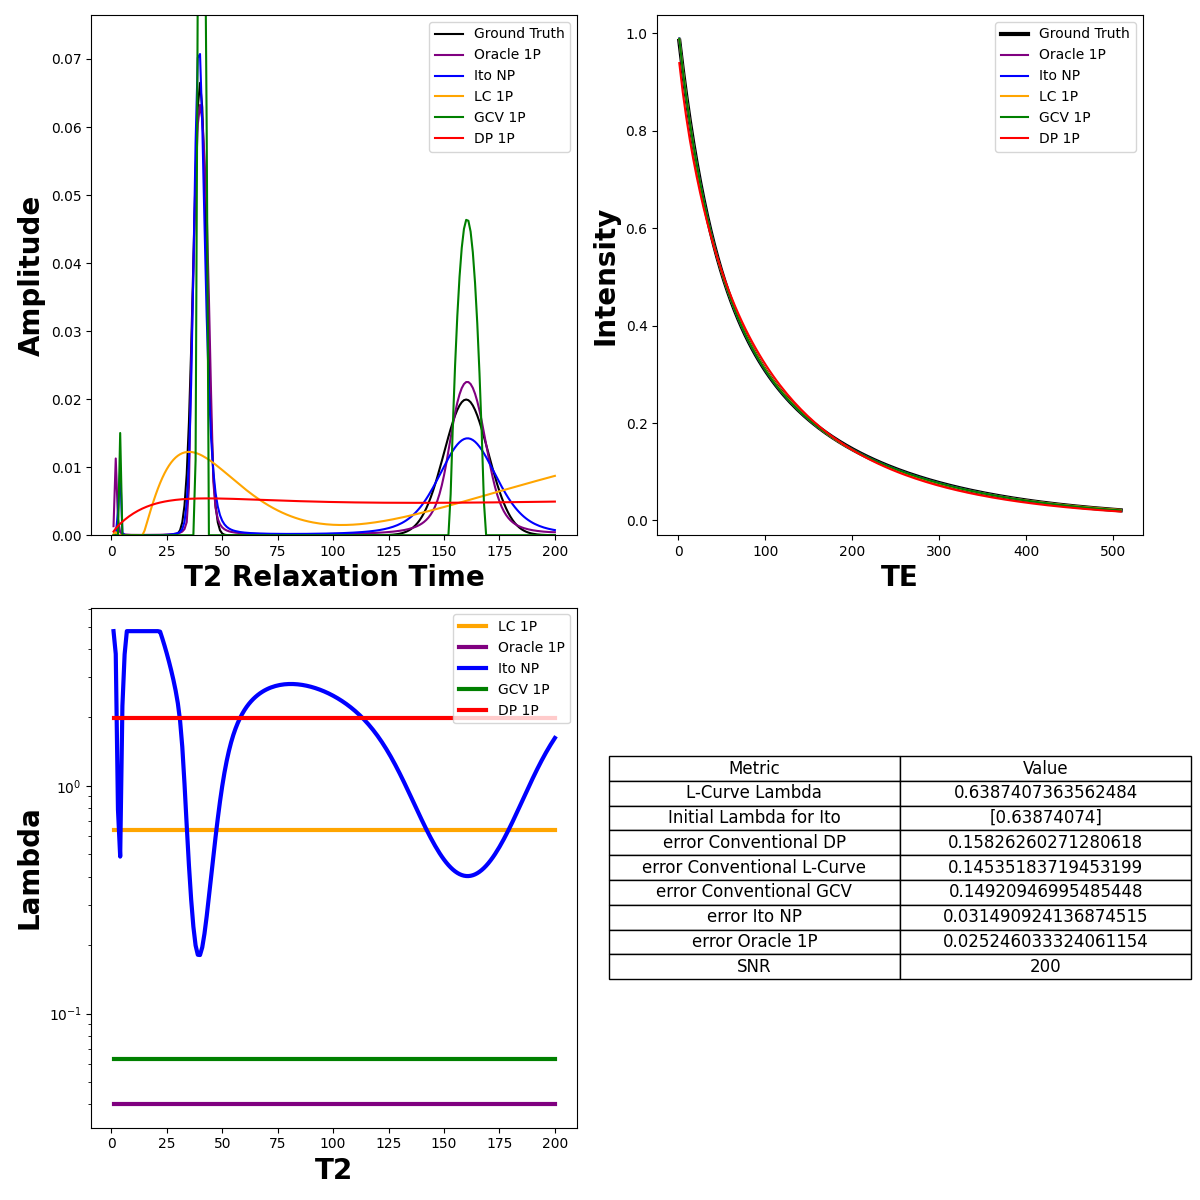 Ground Truth
Oracle 1P
Ito NP
LC 1P
GCV 1P
DP 1P
0.07
0.06
0.05
0.04
0.03
0.02
0.01
0.00
Amplitude
0 25 50 75 100 125 150 175 200
T2 Relaxation Time
Ground Truth
Oracle 1P
Ito NP
LC 1P
GCV 1P
DP 1P
1.0
0.8
0.6
0.4
0.2
0.0
Intensity
0 100 200 300 400 500
TE
LC 1P
Oracle 1P
Ito NP
GCV 1P
DP 1P
10⁰
10⁻¹
Lambda
0 25 50 75 100 125 150 175 200
T2
Metric Value
L-Curve Lambda 0.6387407363562484
Initial Lambda for Ito [0.63874074]
error Conventional DP 0.15826260271280618
error Conventional L-Curve 0.14535183719453199
error Conventional GCV 0.14920946995485448
error Ito NP 0.031490924136874515
error Oracle 1P 0.025246033324061154
SNR 200